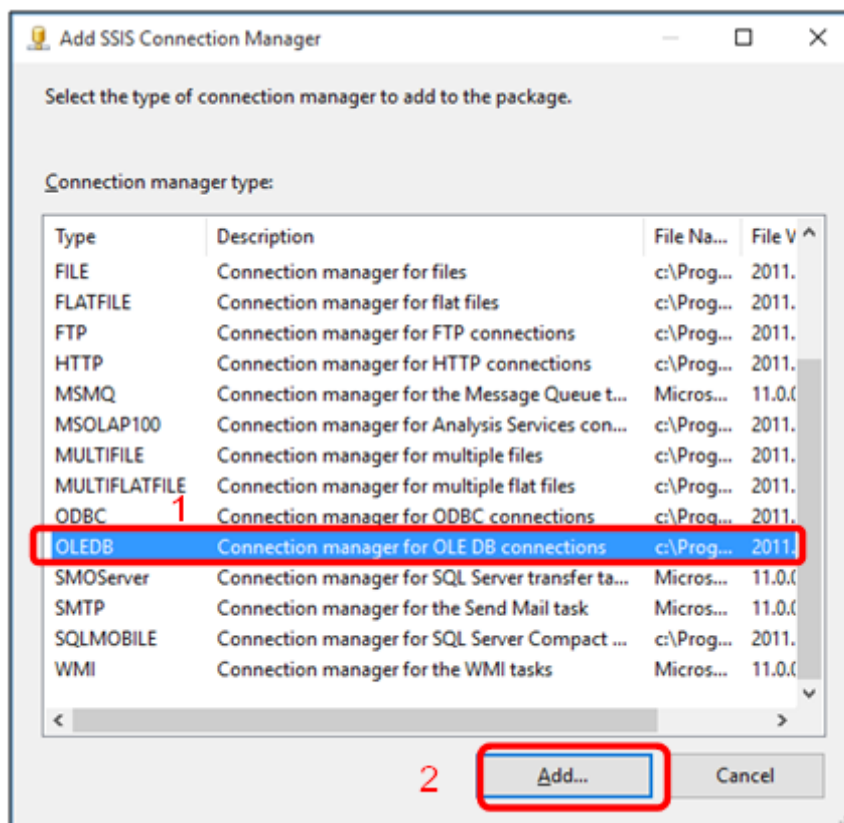 Add SSIS Connection Manager
Select the type of connection manager to add to the package.
Connection manager type:
Type Description File Na... File V
FILE Connection manager for files c:\Prog... 2011.
FLATFILE Connection manager for flat files c:\Prog... 2011.
FTP Connection manager for FTP connections c:\Prog... 2011.
HTTP Connection manager for HTTP connections c:\Prog... 2011.
MSMQ Connection manager for the Message Queue t... Micros... 11.0.0
MSOLAP100 Connection manager for Analysis Services con... c:\Prog... 2011.
MULTIFILE Connection manager for multiple files c:\Prog... 2011.
MULTIFLATFILE Connection manager for multiple flat files c:\Prog... 2011.
1
ODBC Connection manager for ODBC connections c:\Prog... 2011.
OLEDB Connection manager for OLE DB connections c:\Prog... 2011.
SMOServer Connection manager for SQL Server transfer ta... Micros... 11.0.0
SMTP Connection manager for the Send Mail task Micros... 11.0.0
SQLMOBILE Connection manager for SQL Server Compact ... c:\Prog... 2011.
WMI Connection manager for the WMI tasks Micros... 11.0.0
2 Add... Cancel